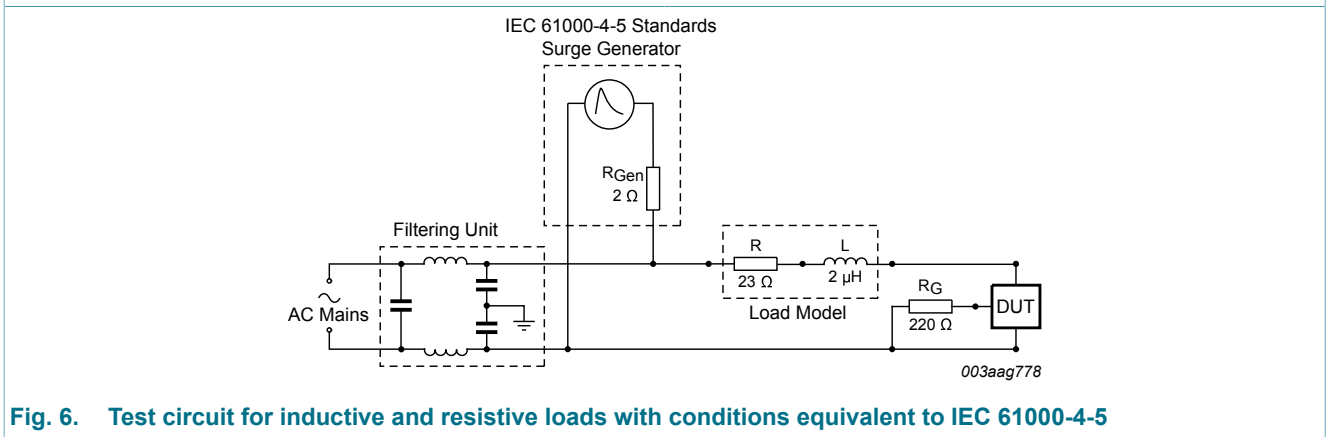 IEC 61000-4-5 Standards
Surge Generator
RGen
2 Ω
Filtering Unit
R
L
23 Ω
2 μH
RG
AC Mains
Load Model
220 Ω
DUT
003aag778
Fig. 6. Test circuit for inductive and resistive loads with conditions equivalent to IEC 61000-4-5